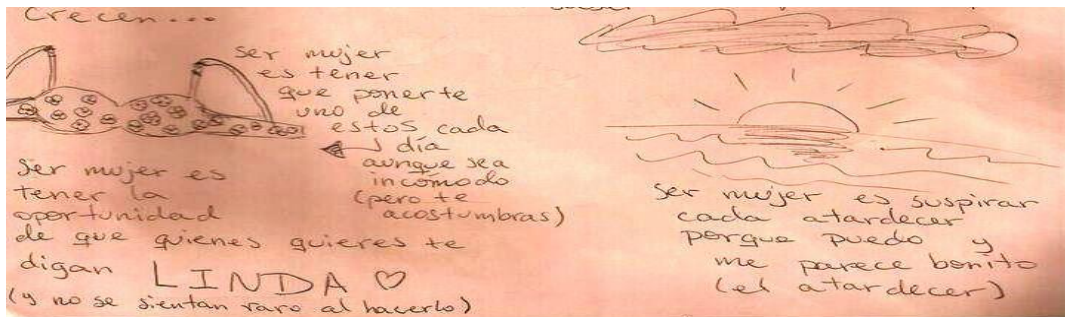 Crecen...
ser mujer
es tener
que ponerte
uno de
estos cada
día
aunque sea
incómodo
(pero te
acostumbras)
Ser mujer es
tener la
oportunidad
de que quienes quieres te
digan LINDA ♡
(y no se sientan raro al hacerlo)
ser mujer es suspirar
cada atardecer
porque puedo y
me parece bonito
(el atardecer)